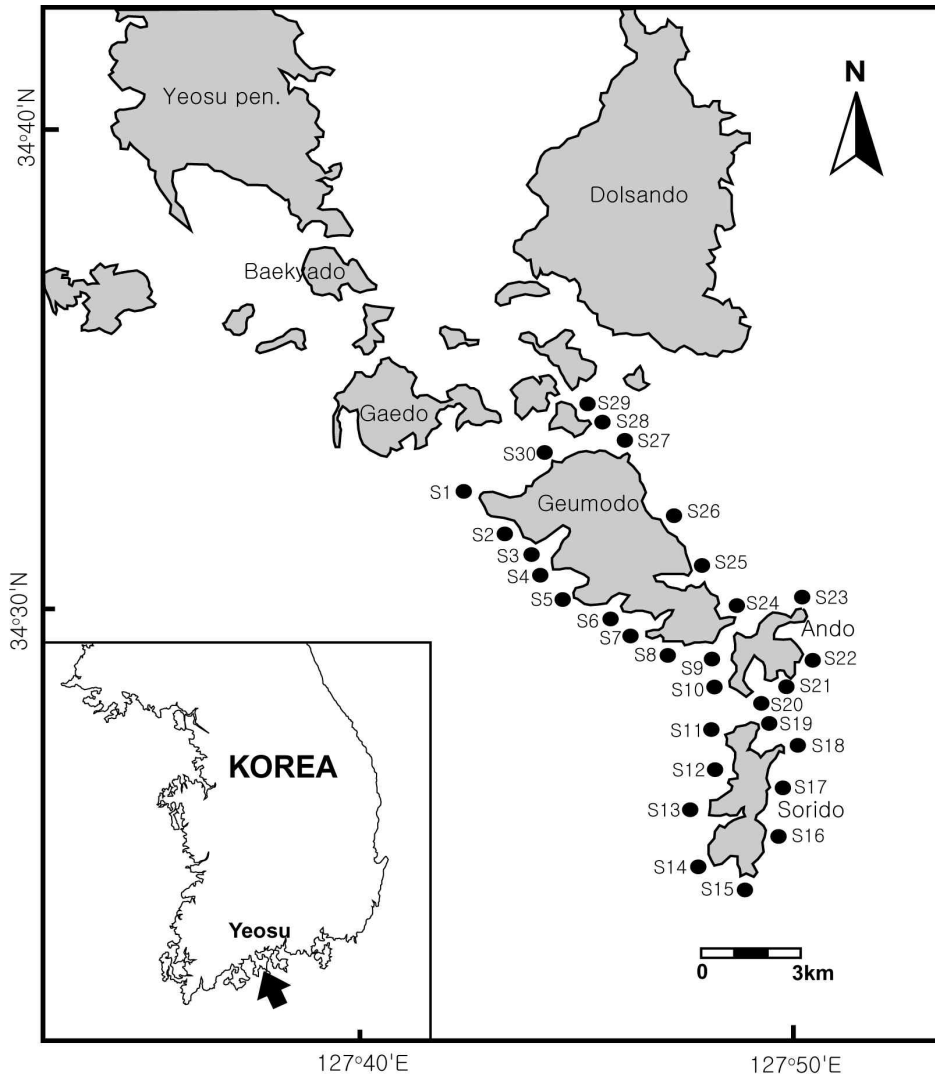 Yeosu pen.
N
34°40'N
Dolsando
Baekyado
Gaedo
S29
S28
S27
S30
S1
Geumodo
S26
S2
S3
S4
S25
S5
S24
S23
S6
Ando
S7
S8
S9
S22
S10
S21
S20
S19
S11
S18
S12
S17
S13
Sorido
S16
S14
S15
34°30'N
KOREA
Yeosu
0 3km
127°40'E
127°50'E